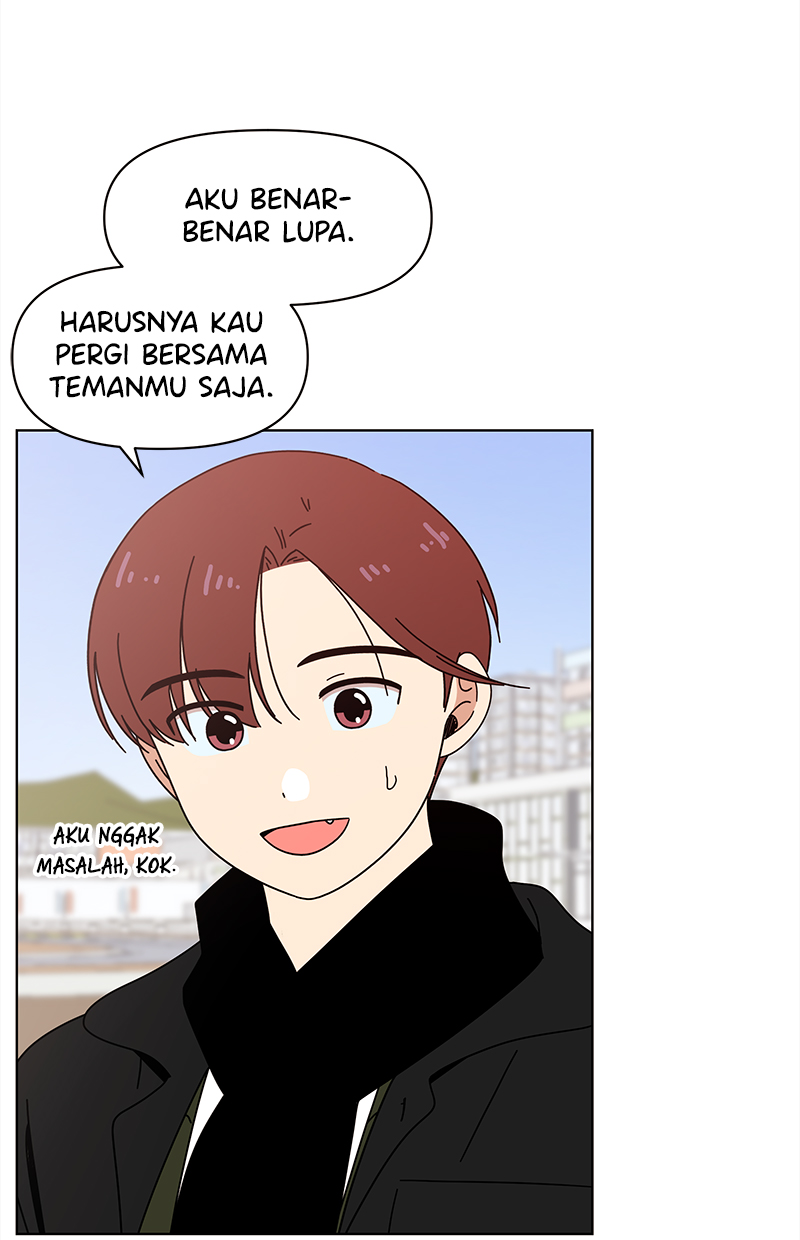 AKU BENAR-
BENAR LUPA.
HARUSNYA KAU
PERGI BERSAMA
TEMANMU SAJA.
AKU NGGAK
MASALAH, KOK.